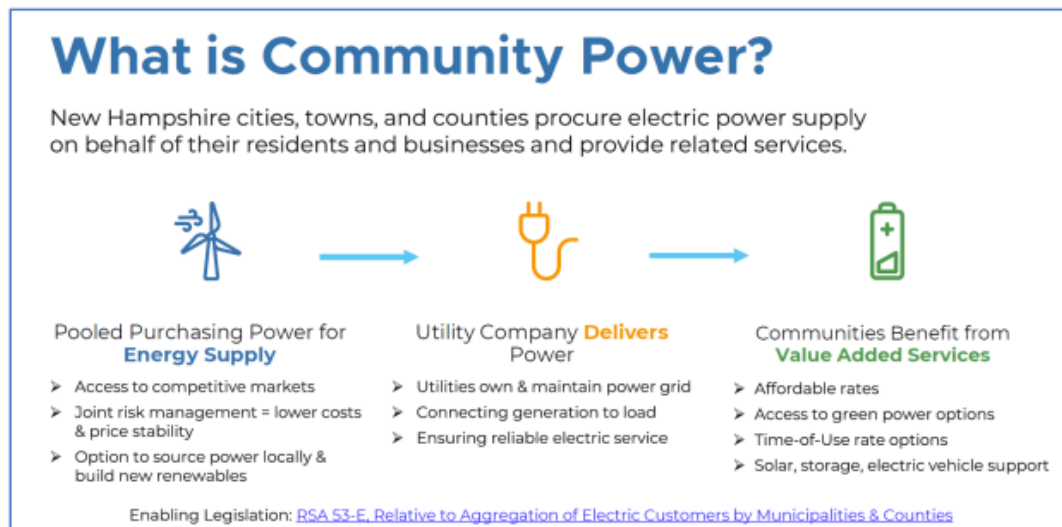 What is Community Power?
New Hampshire cities, towns, and counties procure electric power supply
on behalf of their residents and businesses and provide related services.
Pooled Purchasing Power for
Energy Supply
➢ Access to competitive markets
➢ Joint risk management = lower costs
& price stability
➢ Option to source power locally &
build new renewables
Utility Company Delivers
Power
➢ Utilities own & maintain power grid
➢ Connecting generation to load
➢ Ensuring reliable electric service
Communities Benefit from
Value Added Services
➢ Affordable rates
➢ Access to green power options
➢ Time-of-Use rate options
➢ Solar, storage, electric vehicle support
Enabling Legislation: RSA 53-E, Relative to Aggregation of Electric Customers by Municipalities & Counties